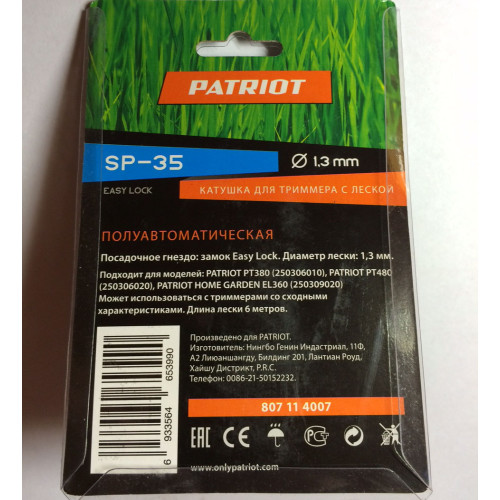 PATRIOT
SP-35
Ø 1,3 mm
EASY LOCK
КАТУШКА ДЛЯ ТРИММЕРА С ЛЕСКОЙ
ПОЛУАВТОМАТИЧЕСКАЯ
Посадочное гнездо: замок Easy Lock. Диаметр лески: 1,3 мм.
Подходит для моделей: PATRIOT PT380 (250306010), PATRIOT PT480
(250306020), PATRIOT HOME GARDEN EL360 (250309020)
Может использоваться с триммерами со сходными
характеристиками. Длина лески 6 метров.
Произведено для PATRIOT.
Изготовитель: Нингбо Генин Индастриал, 11Ф,
А2 Лиюаншангду, Билдинг 201, Лантиан Роуд,
Хайшу Дистрикт, P.R.C.
Телефон: 0086-21-50152232.
6 933564 653990
807 11 4007
EAC CE
www.onlypatriot.com